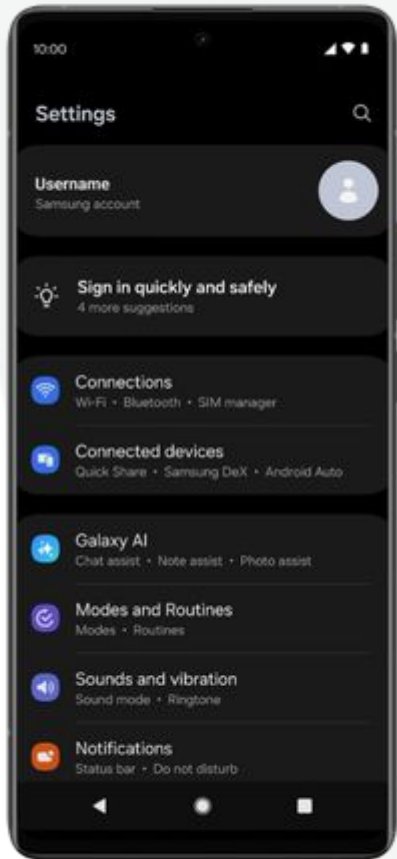 10:00
Settings
Username
Samsung account
Sign in quickly and safely
4 more suggestions
Connections
Wi-Fi • Bluetooth • SIM manager
Connected devices
Quick Share • Samsung DeX • Android Auto
Galaxy AI
Chat assist • Note assist • Photo assist
Modes and Routines
Modes • Routines
Sounds and vibration
Sound mode • Ringtone
Notifications
Status bar • Do not disturb